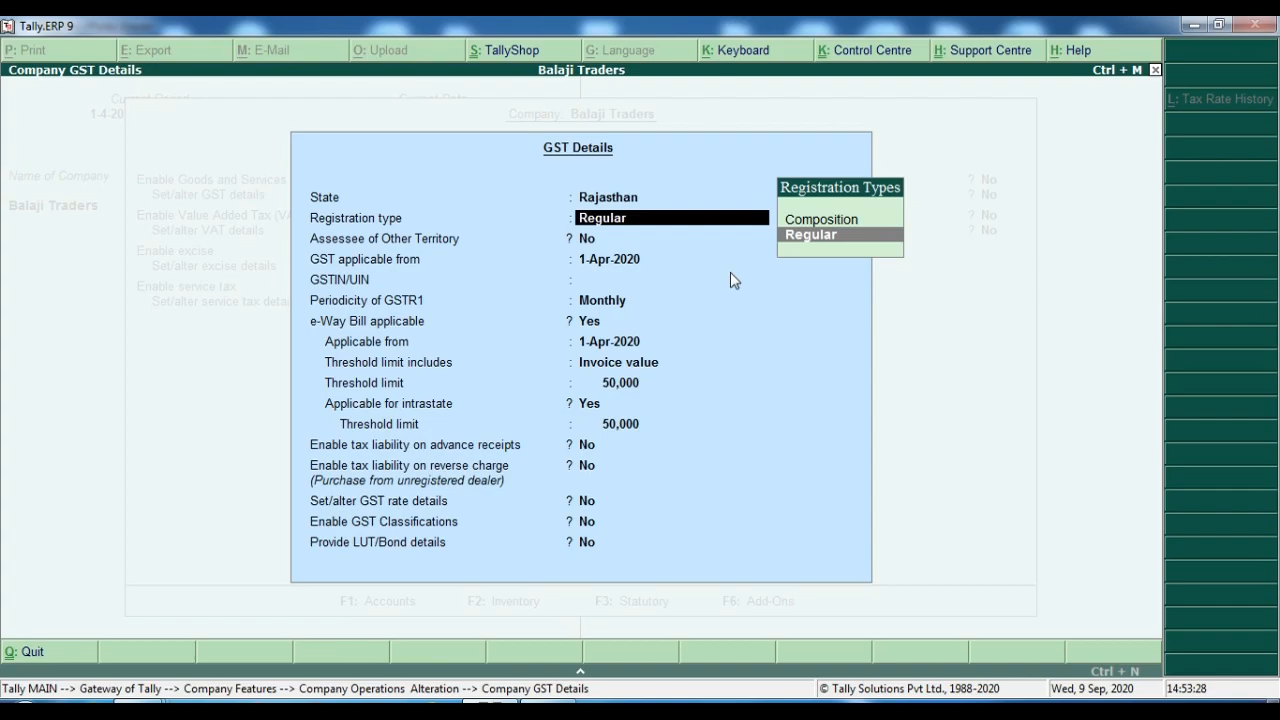 Tally.ERP 9
P: Print E: Export M: E-Mail O: Upload S: TallyShop G: Language K: Keyboard K: Control Centre H: Support Centre H: Help
Company GST Details Balaji Traders Ctrl + M
L: Tax Rate History
1-4-20 Company: Balaji Traders
GST Details
Name of Company
Balaji Traders
Enable Goods and Services ? No
Set/alter GST details ? No
Enable Value Added Tax (VA ? No
Set/alter VAT details ? No
Enable excise ? No
Set/alter excise details ? No
Enable service tax ? No
Set/alter service tax deta ? No
State : Rajasthan
Registration type : Regular
Assessee of Other Territory ? No
GST applicable from : 1-Apr-2020
GSTIN/UIN :
Periodicity of GSTR1 : Monthly
e-Way Bill applicable ? Yes
Applicable from : 1-Apr-2020
Threshold limit includes : Invoice value
Threshold limit : 50,000
Applicable for intrastate ? Yes
Threshold limit : 50,000
Enable tax liability on advance receipts ? No
Enable tax liability on reverse charge ? No
(Purchase from unregistered dealer)
Set/alter GST rate details ? No
Enable GST Classifications ? No
Provide LUT/Bond details ? No
Registration Types
Composition
Regular
F1: Accounts F2: Inventory F3: Statutory F6: Add-Ons
Q: Quit
Ctrl + N
Tally MAIN --> Gateway of Tally --> Company Features --> Company Operations Alteration --> Company GST Details © Tally Solutions Pvt Ltd., 1988-2020 Wed, 9 Sep, 2020 14:53:28